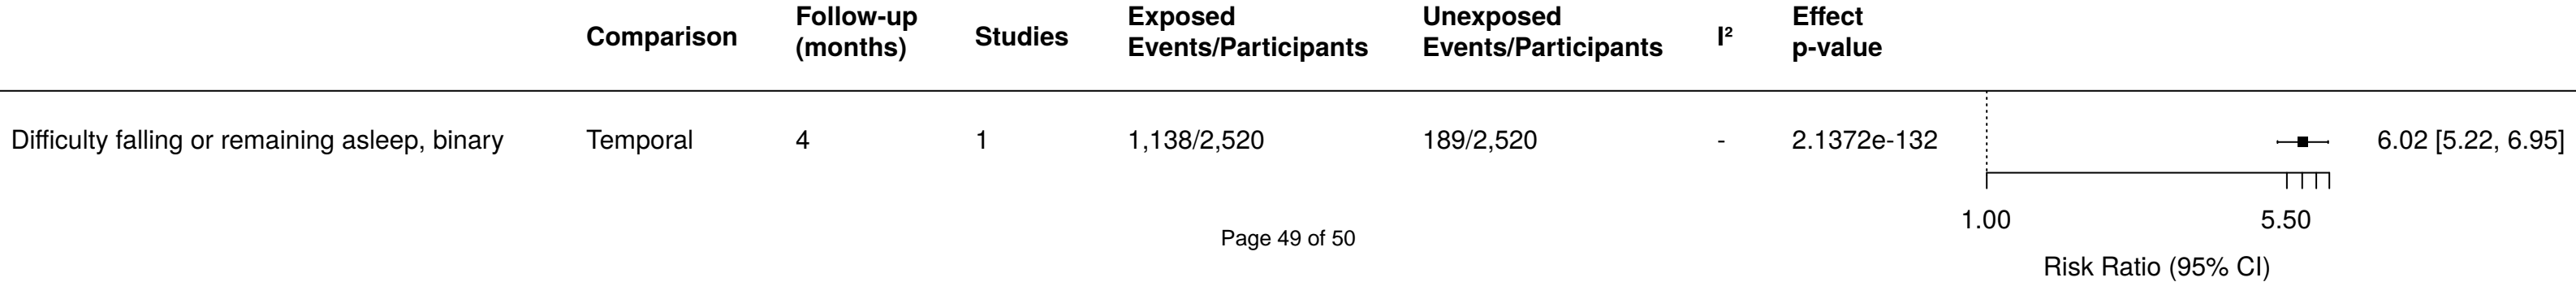 Comparison Follow-up (months) Studies Exposed Events/Participants Unexposed Events/Participants I² Effect p-value
Difficulty falling or remaining asleep, binary Temporal 4 1 1,138/2,520 189/2,520 - 2.1372e-132 6.02 [5.22, 6.95]
1.00 5.50
Page 49 of 50
Risk Ratio (95% CI)